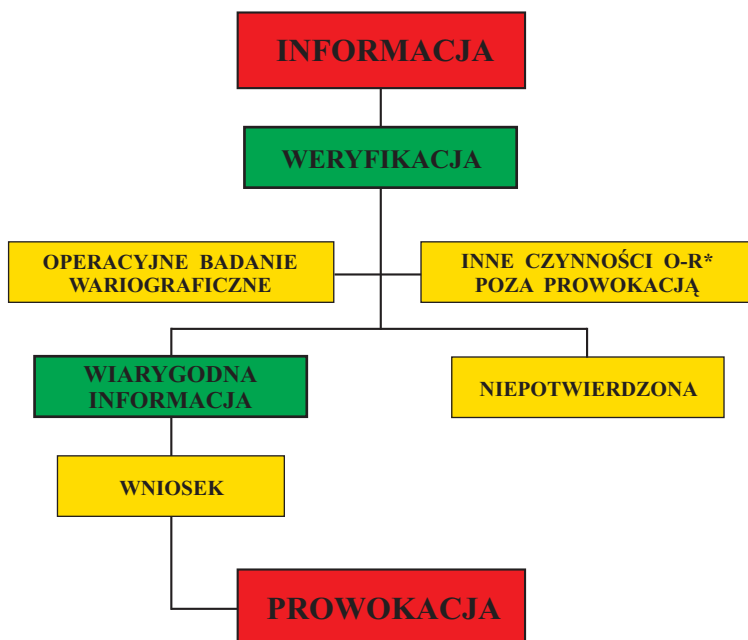 INFORMACJA
WERYFIKACJA
OPERACYJNE BADANIE
WARIOGRAFICZNE
INNE CZYNNOŚCI O-R*
POZA PROWOKACJĄ
WIARYGODNA
INFORMACJA
NIEPOTWIERDZONA
WNIOSEK
PROWOKACJA